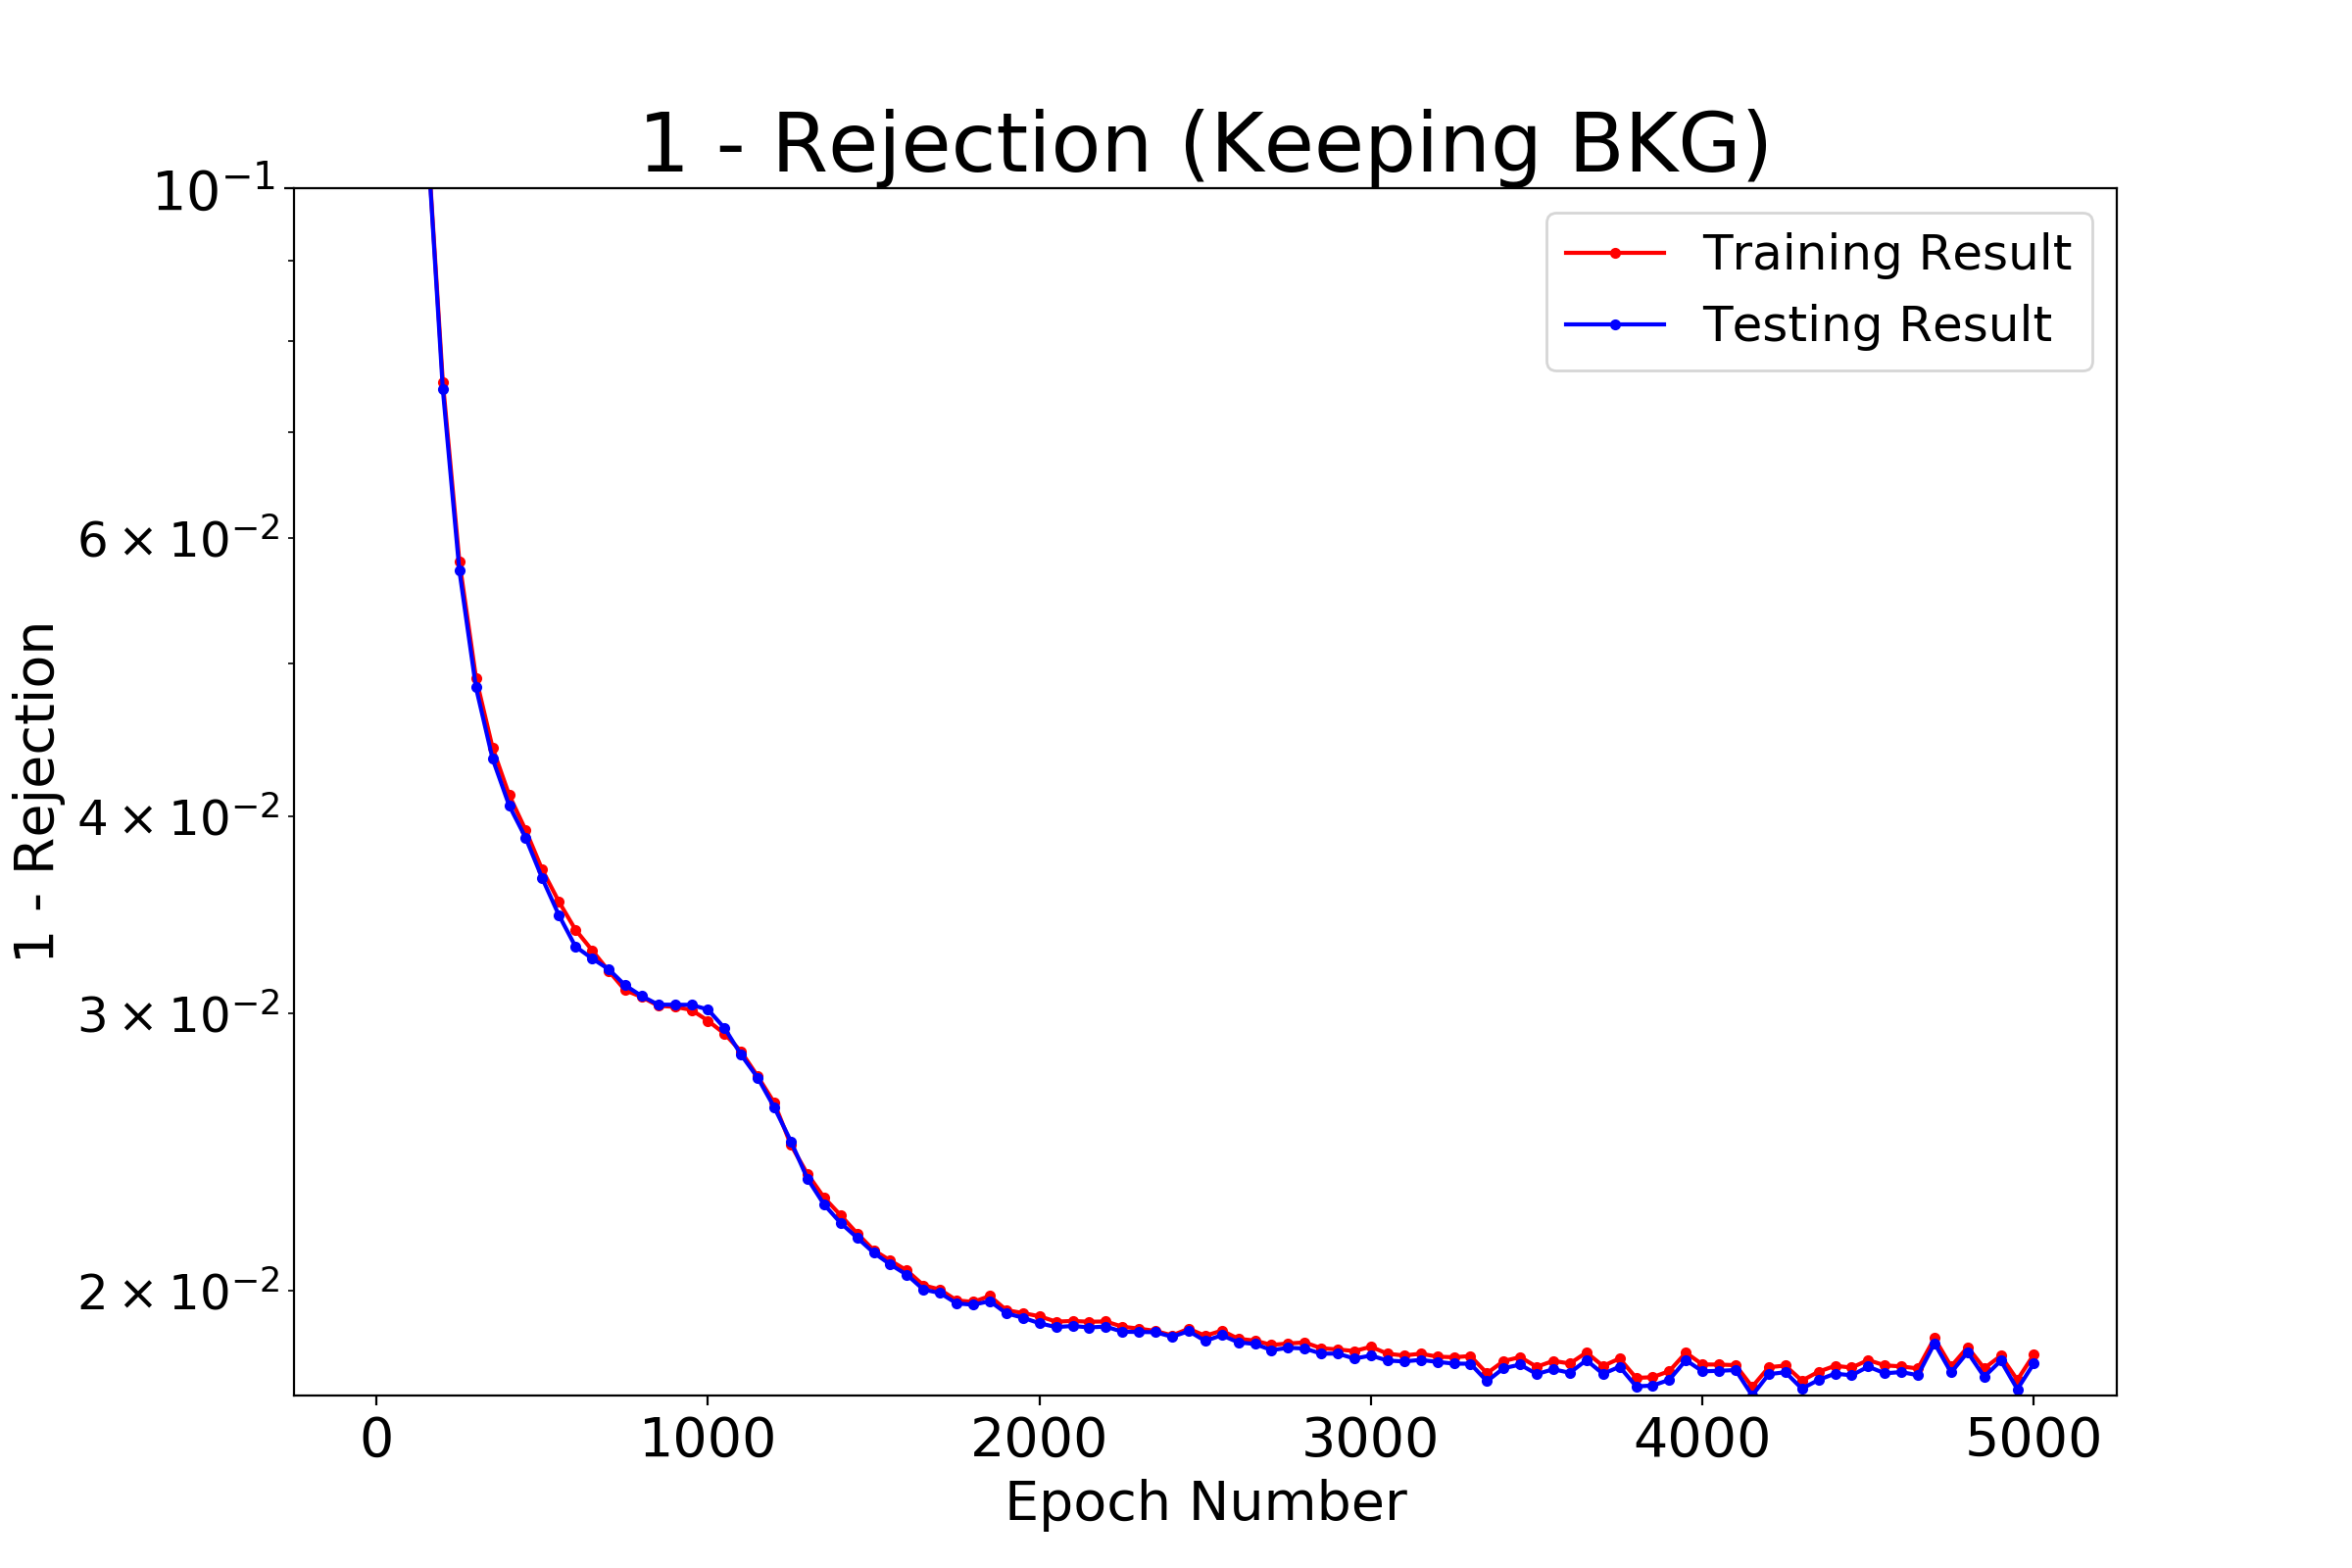 1 - Rejection (Keeping BKG)
10⁻¹
6 × 10⁻²
4 × 10⁻²
3 × 10⁻²
2 × 10⁻²
1 - Rejection
Training Result
Testing Result
0 1000 2000 3000 4000 5000
Epoch Number